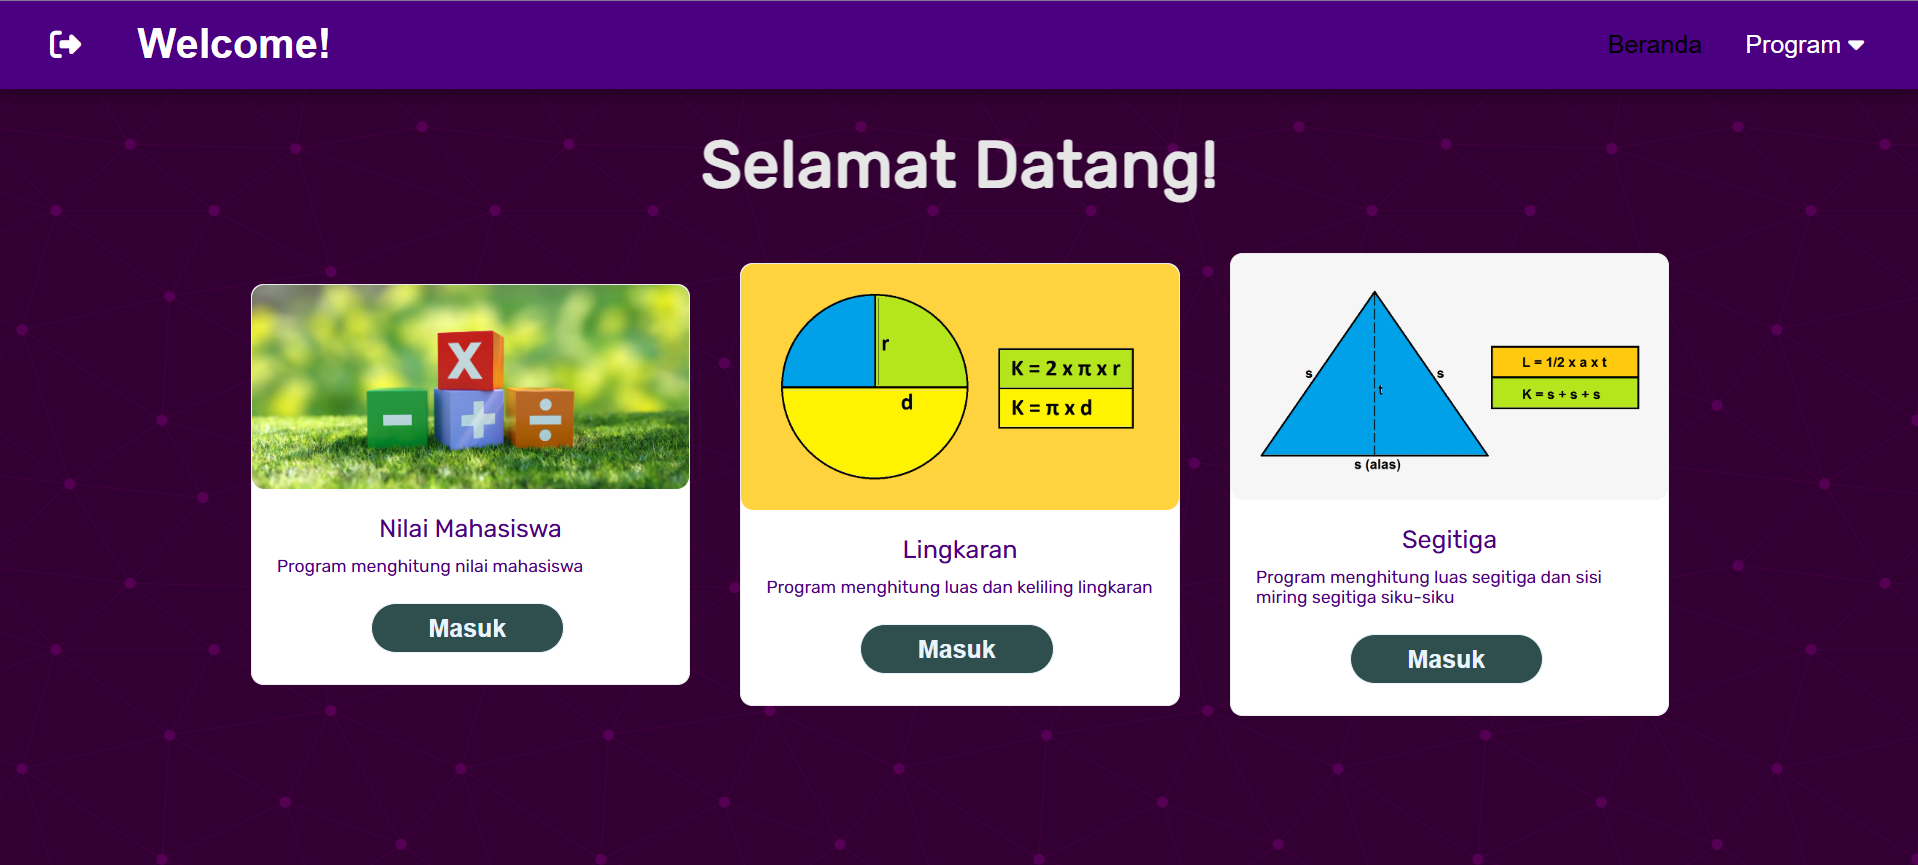 Welcome!
Beranda
Program
Selamat Datang!
X
- + ÷
Nilai Mahasiswa
Program menghitung nilai mahasiswa
Masuk
r
d
K = 2 x π x r
K = π x d
Lingkaran
Program menghitung luas dan keliling lingkaran
Masuk
s
s
t
s (alas)
L = 1/2 x a x t
K = s + s + s
Segitiga
Program menghitung luas segitiga dan sisi
miring segitiga siku-siku
Masuk